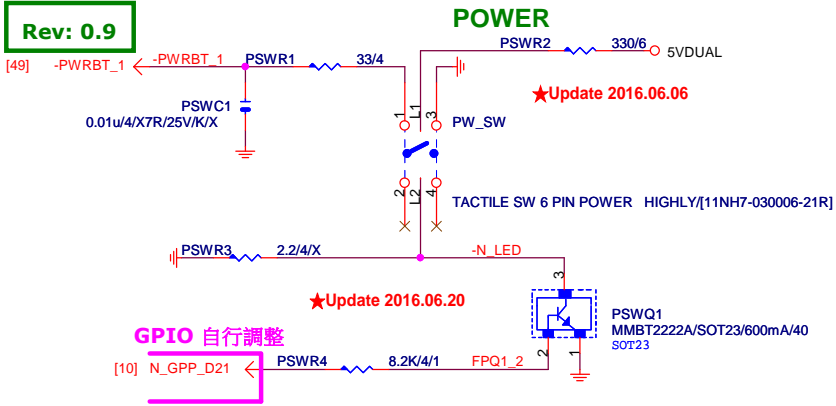 POWER
Rev: 0.9
PSWR2 330/6 5VDUAL
[49] -PWRBT_1 -PWRBT_1 PSWR1 33/4
★Update 2016.06.06
PSWC1
0.01u/4/X7R/25V/K/X
1 L1 3
PW_SW
2 L2 4
TACTILE SW 6 PIN POWER HIGHLY/[11NH7-030006-21R]
PSWR3 2.2/4/X -N_LED
3
★Update 2016.06.20
PSWQ1
MMBT2222A/SOT23/600mA/40
SOT23
GPIO 自行調整
2 1
[10] N_GPP_D21 PSWR4 8.2K/4/1 FPQ1_2